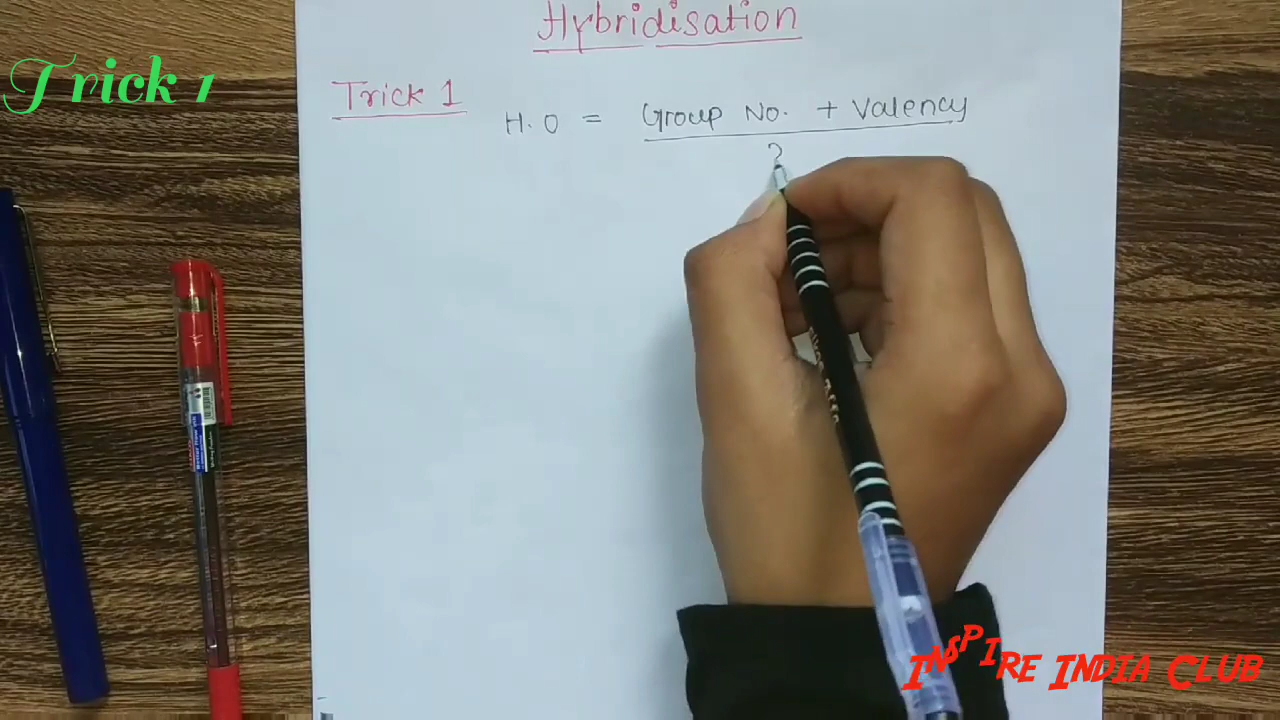 Hybridisation
Trick 1
Trick 1
H.O = Group No. + Valency
2
INSPIRE INDIA CLUB